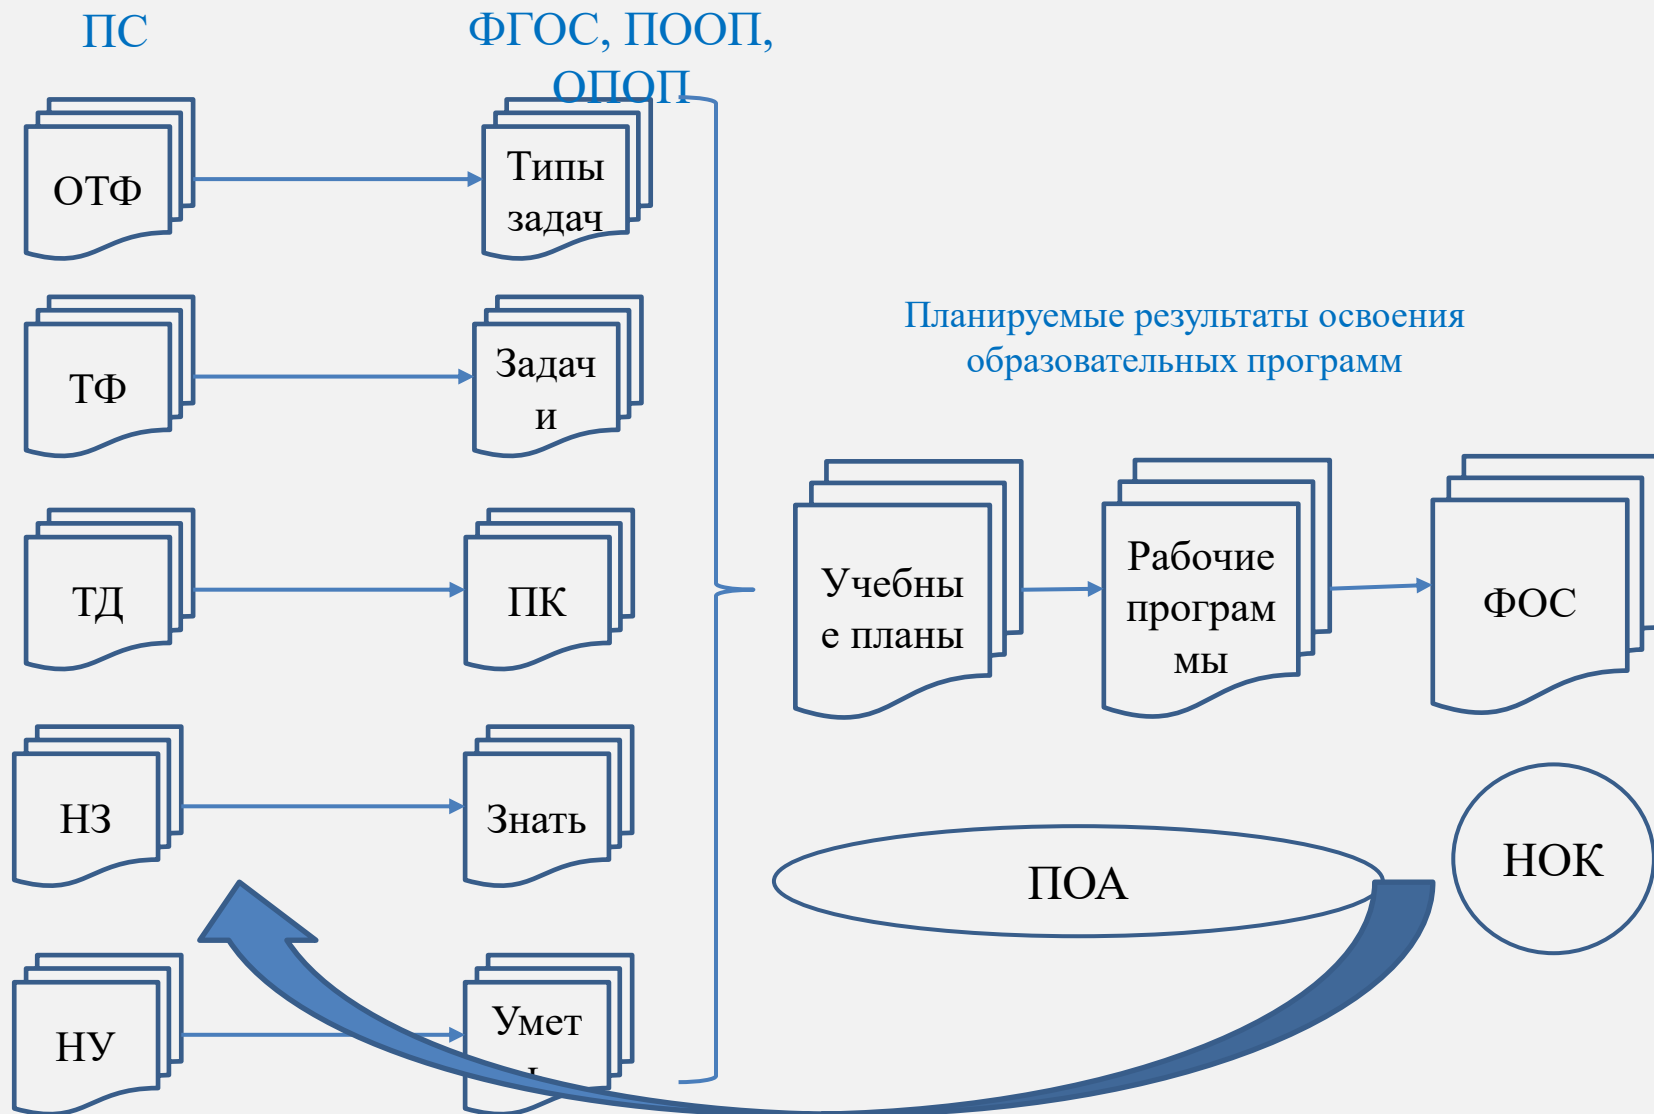 ПС
ФГОС, ПООП,
ОПОП
ОТФ
Типы
задач
ТФ
Задач
и
ТД
ПК
НЗ
Знать
НУ
Умет
Планируемые результаты освоения
образовательных программ
Учебны
е планы
Рабочие
програм
мы
ФОС
ПОА
НОК